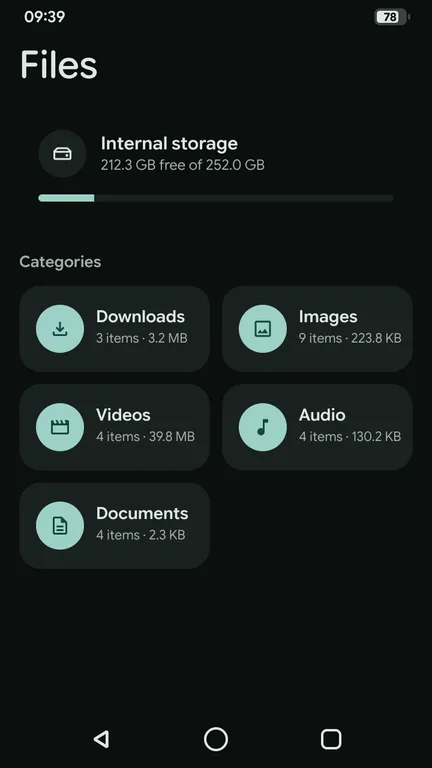 09:39
78
Files
Internal storage
212.3 GB free of 252.0 GB
Categories
Downloads
3 items · 3.2 MB
Images
9 items · 223.8 KB
Videos
4 items · 39.8 MB
Audio
4 items · 130.2 KB
Documents
4 items · 2.3 KB